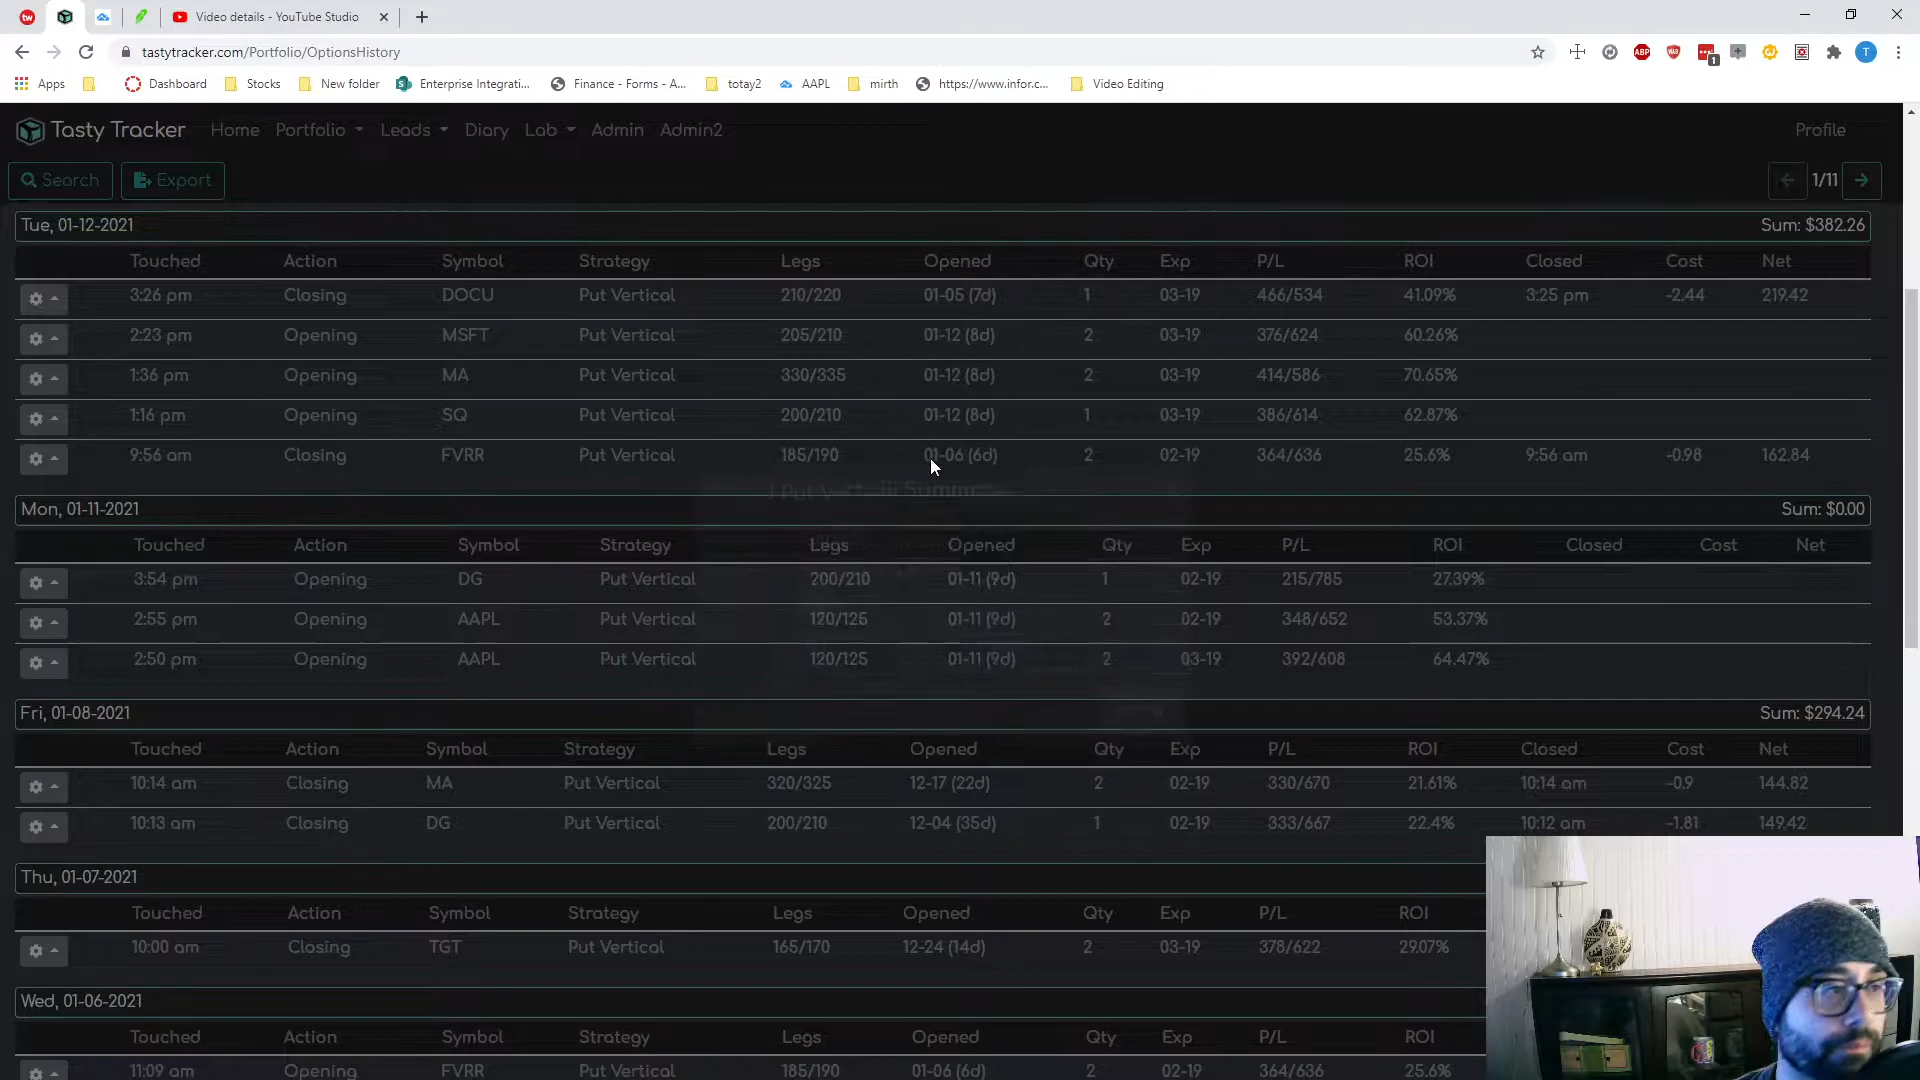 tw Video details - YouTube Studio
tastytracker.com/Portfolio/OptionsHistory ABP 1 T
Apps Dashboard Stocks New folder Enterprise Integrati... Finance - Forms - A... totay2 AAPL mirth https://www.infor.c... Video Editing
Tasty Tracker Home Portfolio Leads Diary Lab Admin Admin2 Profile
Search Export 1/11
Tue, 01-12-2021 Sum: $382.26
Touched Action Symbol Strategy Legs Opened Qty Exp P/L ROI Closed Cost Net
3:26 pm Closing DOCU Put Vertical 210/220 01-05 (7d) 1 03-19 466/534 41.09% 3:25 pm -2.44 219.42
2:23 pm Opening MSFT Put Vertical 205/210 01-12 (8d) 2 03-19 376/624 60.26%
1:36 pm Opening MA Put Vertical 330/335 01-12 (8d) 2 03-19 414/586 70.65%
1:16 pm Opening SQ Put Vertical 200/210 01-12 (8d) 1 03-19 386/614 62.87%
9:56 am Closing FVRR Put Vertical 185/190 01-06 (6d) 2 02-19 364/636 25.6% 9:56 am -0.98 162.84
Mon, 01-11-2021 Sum: $0.00
Touched Action Symbol Strategy Legs Opened Qty Exp P/L ROI Closed Cost Net
3:54 pm Opening DG Put Vertical 200/210 01-11 (9d) 1 02-19 215/785 27.39%
2:55 pm Opening AAPL Put Vertical 120/125 01-11 (9d) 2 02-19 348/652 53.37%
2:50 pm Opening AAPL Put Vertical 120/125 01-11 (9d) 2 03-19 392/608 64.47%
Fri, 01-08-2021 Sum: $294.24
Touched Action Symbol Strategy Legs Opened Qty Exp P/L ROI Closed Cost Net
10:14 am Closing MA Put Vertical 320/325 12-17 (22d) 2 02-19 330/670 21.61% 10:14 am -0.9 144.82
10:13 am Closing DG Put Vertical 200/210 12-04 (35d) 1 02-19 333/667 22.4% 10:12 am -1.81 149.42
Thu, 01-07-2021
Touched Action Symbol Strategy Legs Opened Qty Exp P/L ROI
10:00 am Closing TGT Put Vertical 165/170 12-24 (14d) 2 03-19 378/622 29.07%
Wed, 01-06-2021
Touched Action Symbol Strategy Legs Opened Qty Exp P/L ROI
11:09 am Opening FVRR Put Vertical 185/190 01-06 (6d) 2 02-19 364/636 25.6%